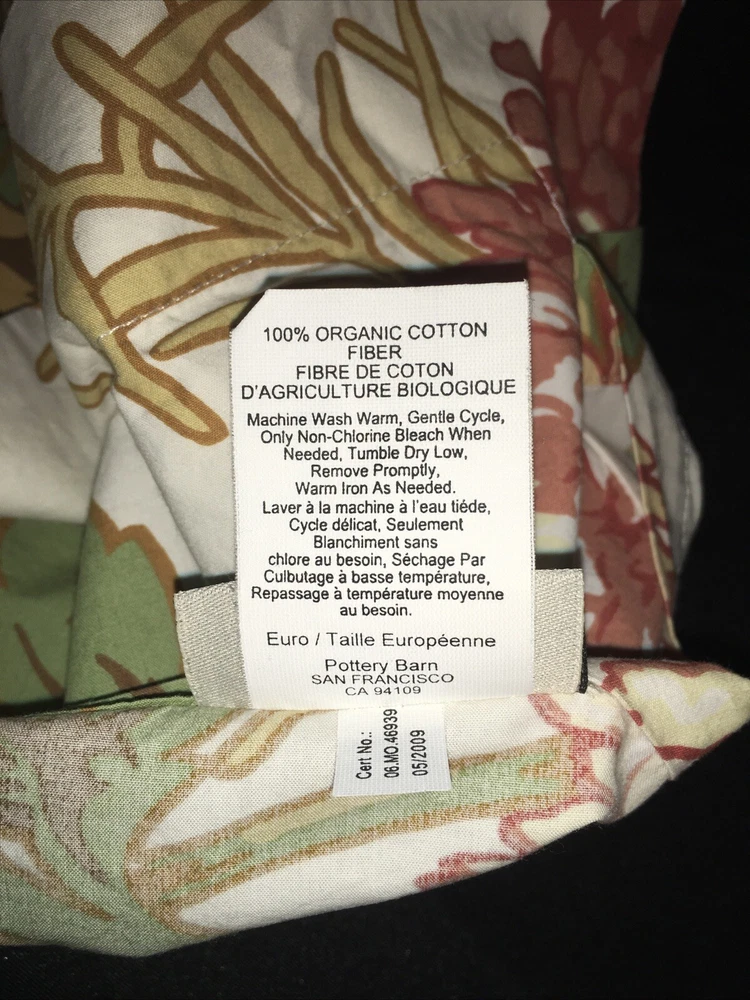 100% ORGANIC COTTON
FIBER
FIBRE DE COTON
D'AGRICULTURE BIOLOGIQUE
Machine Wash Warm, Gentle Cycle,
Only Non-Chlorine Bleach When
Needed, Tumble Dry Low,
Remove Promptly,
Warm Iron As Needed.
Laver à la machine à l'eau tiéde,
Cycle délicat, Seulement
Blanchiment sans
chlore au besoin, Séchage Par
Culbutage à basse température,
Repassage à température moyenne
au besoin.
Euro / Taille Européenne
Pottery Barn
SAN FRANCISCO
CA 94109
Cert No.:
06.MO.46939
05/2009